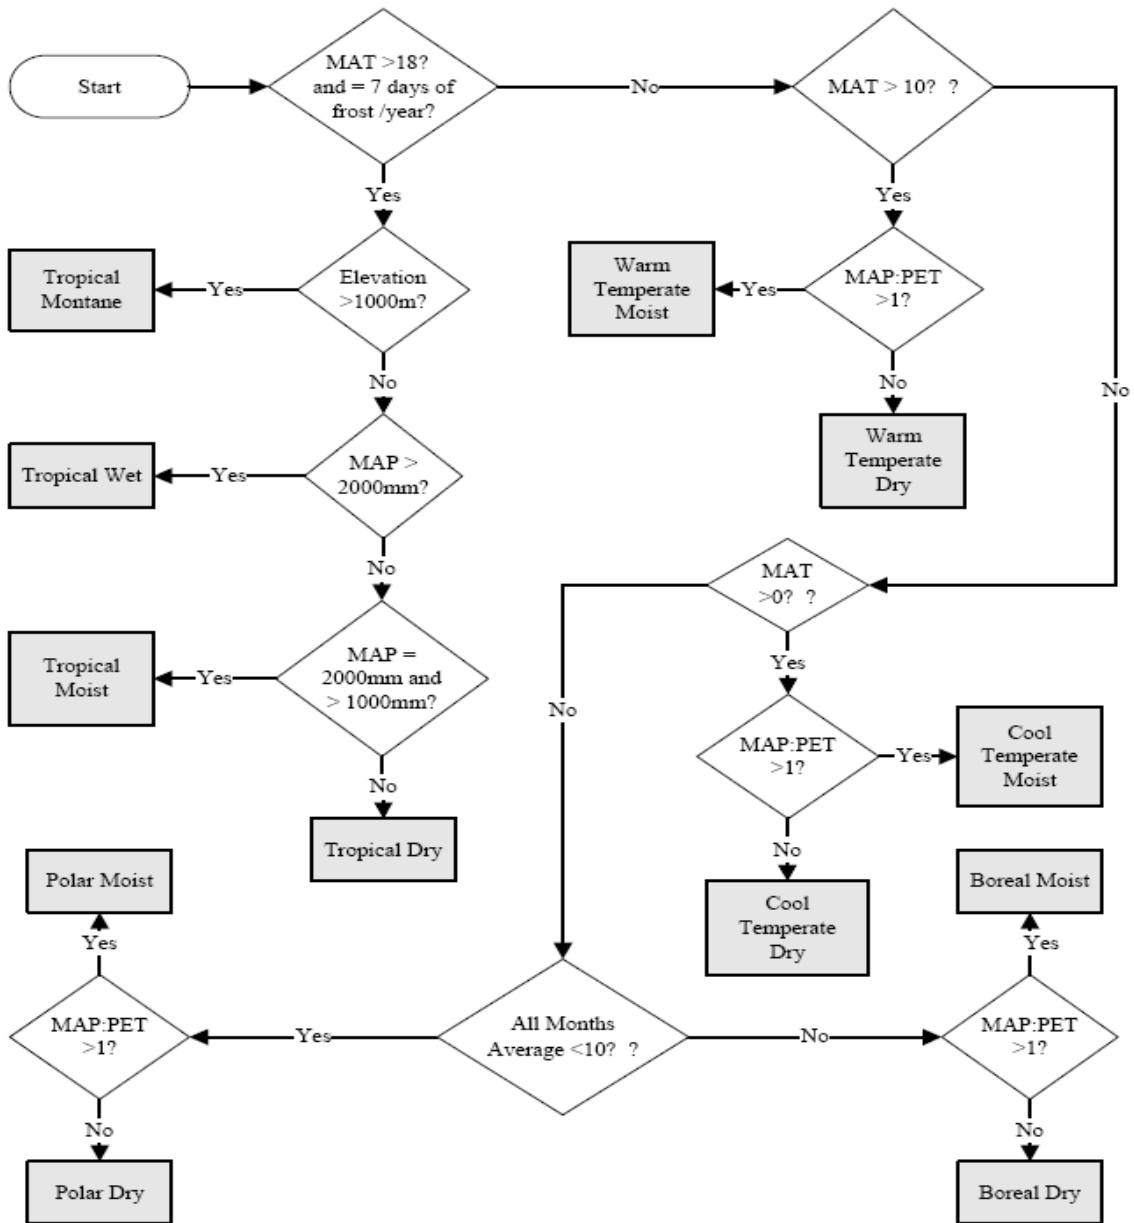 Start
MAT >18?
and = 7 days of
frost /year?
No
MAT > 10?  ?
Yes
Yes
No
Tropical
Montane
Yes
Elevation
>1000m?
Warm
Temperate
Moist
Yes
MAP:PET
>1?
No
No
Warm
Temperate
Dry
Tropical Wet
Yes
MAP >
2000mm?
No
MAT
>0?  ?
Yes
No
Tropical
Moist
Yes
MAP =
2000mm and
> 1000mm?
MAP:PET
>1?
Yes
Cool
Temperate
Moist
No
No
Tropical Dry
Cool
Temperate
Dry
Polar Moist
Yes
Boreal Moist
Yes
MAP:PET
>1?
Yes
All Months
Average <10?  ?
No
MAP:PET
>1?
No
No
Polar Dry
Boreal Dry